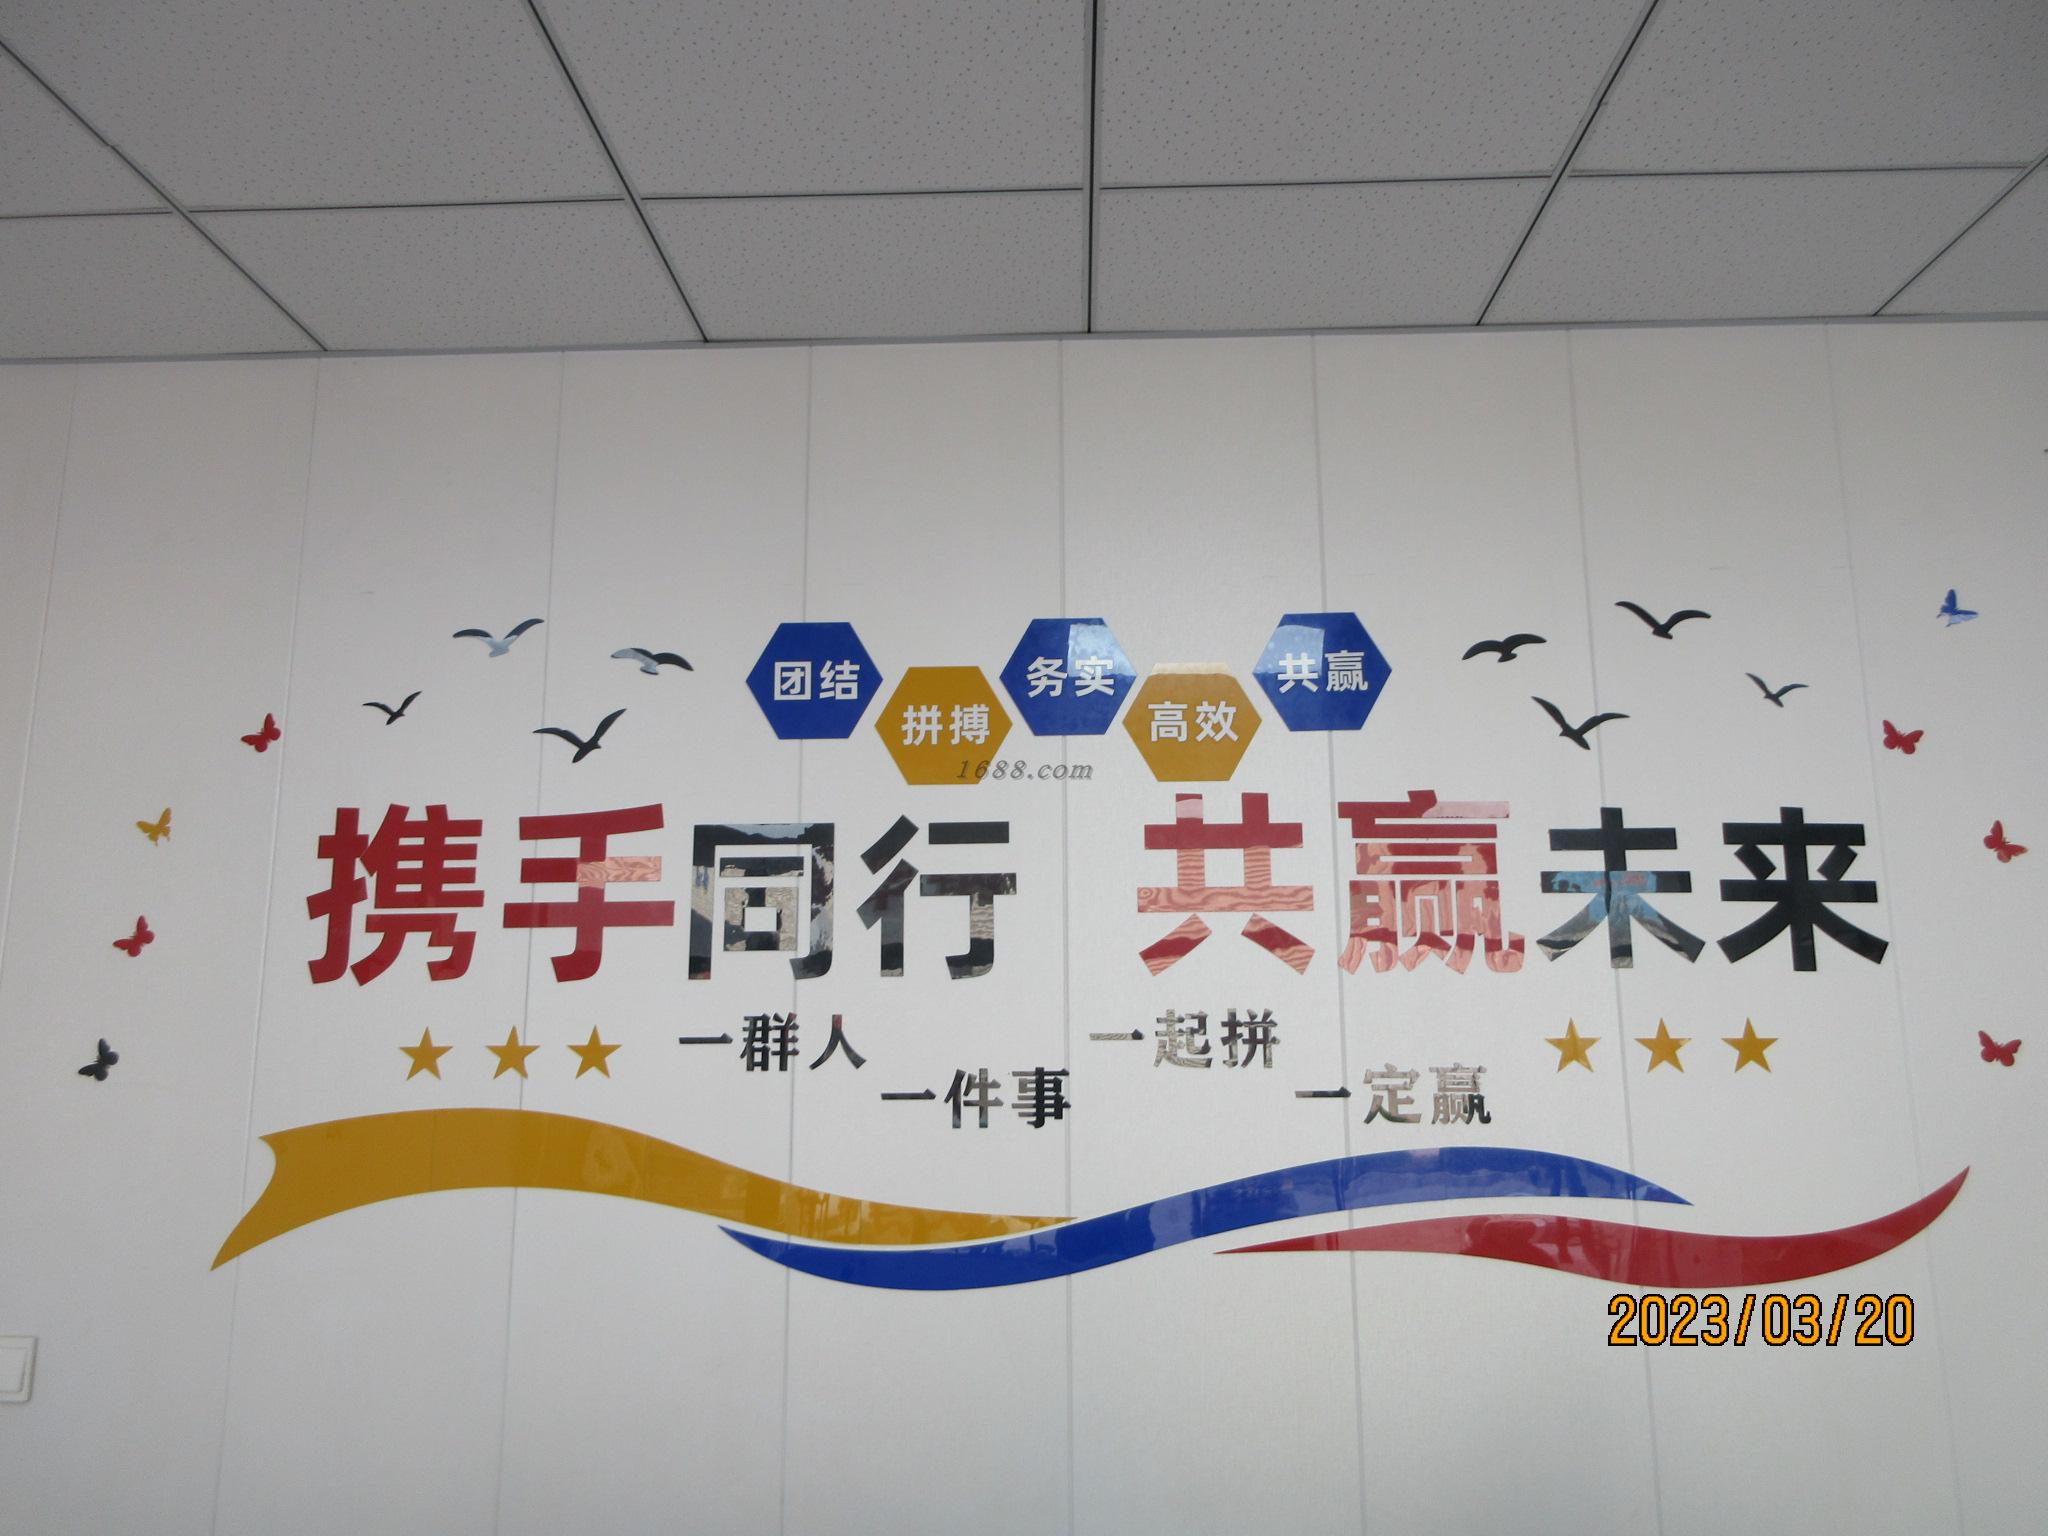 团结 拼搏 务实 高效 共赢
1688.com
携手同行 共赢未来
一群人 一件事 一起拼 一定赢
2023/03/20